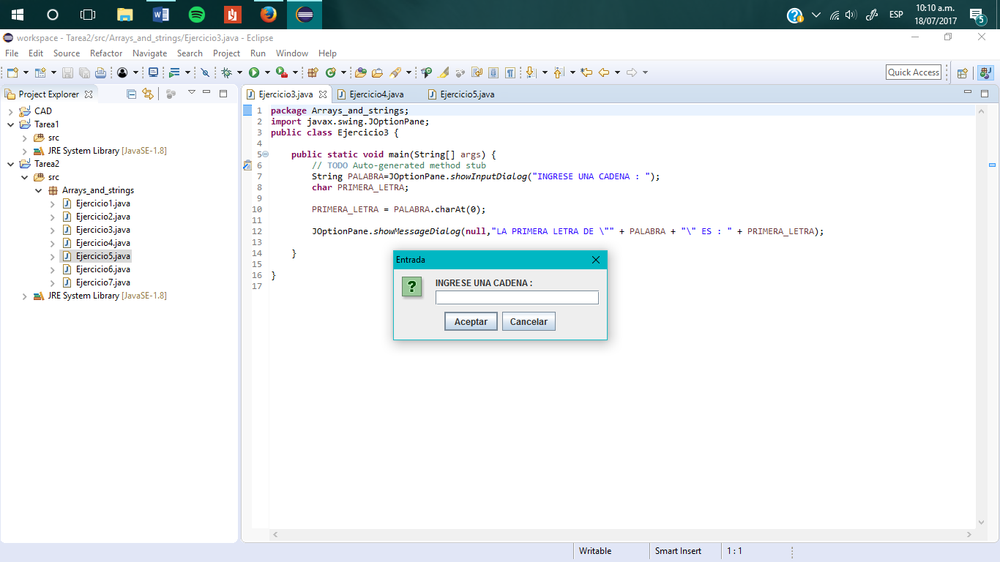 ESP
10:10 a.m.
18/07/2017
5
workspace - Tarea2/src/Arrays_and_strings/Ejercicio3.java - Eclipse
File Edit Source Refactor Navigate Search Project Run Window Help
Quick Access
Project Explorer
CAD
Tarea1
src
JRE System Library [JavaSE-1.8]
Tarea2
src
Arrays_and_strings
Ejercicio1.java
Ejercicio2.java
Ejercicio3.java
Ejercicio4.java
Ejercicio5.java
Ejercicio6.java
Ejercicio7.java
JRE System Library [JavaSE-1.8]
Ejercicio3.java Ejercicio4.java Ejercicio5.java
1 package Arrays_and_strings;
2 import javax.swing.JOptionPane;
3 public class Ejercicio3 {
4
5 public static void main(String[] args) {
6 // TODO Auto-generated method stub
7 String PALABRA=JOptionPane.showInputDialog("INGRESE UNA CADENA : ");
8 char PRIMERA_LETRA;
9
10 PRIMERA_LETRA = PALABRA.charAt(0);
11
12 JOptionPane.showMessageDialog(null,"LA PRIMERA LETRA DE \"" + PALABRA + "\" ES : " + PRIMERA_LETRA);
13
14 }
15
16 }
17
Entrada
INGRESE UNA CADENA :
Aceptar Cancelar
Writable Smart Insert 1 : 1